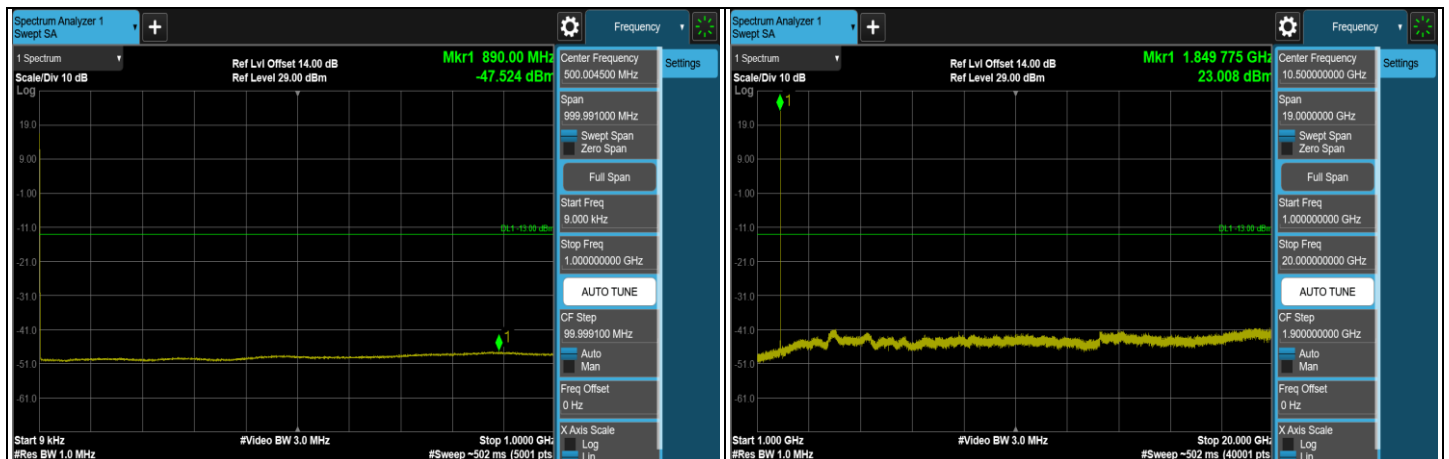 Spectrum Analyzer 1
Swept SA
+
Frequency
1 Spectrum
Scale/Div 10 dB
Log
Ref Lvl Offset 14.00 dB
Ref Level 29.00 dBm
Mkr1 890.00 MHz
-47.524 dBm
1
19.0
9.00
-1.00
-11.0
DL1 -13.00 dBm
-21.0
-31.0
-41.0
-51.0
-61.0
Start 9 kHz
#Res BW 1.0 MHz
#Video BW 3.0 MHz
Stop 1.0000 GHz
#Sweep ~502 ms (5001 pts
Center Frequency
500.004500 MHz
Settings
Span
999.991000 MHz
Swept Span
Zero Span
Full Span
Start Freq
9.000 kHz
Stop Freq
1.000000000 GHz
AUTO TUNE
CF Step
99.999100 MHz
Auto
Man
Freq Offset
0 Hz
X Axis Scale
Log
Lin
Spectrum Analyzer 1
Swept SA
+
Frequency
1 Spectrum
Scale/Div 10 dB
Log
Ref Lvl Offset 14.00 dB
Ref Level 29.00 dBm
Mkr1 1.849 775 GHz
23.008 dBm
1
19.0
9.00
-1.00
-11.0
DL1 -13.00 dBm
-21.0
-31.0
-41.0
-51.0
-61.0
Start 1.000 GHz
#Res BW 1.0 MHz
#Video BW 3.0 MHz
Stop 20.000 GHz
#Sweep ~502 ms (40001 pts
Center Frequency
10.500000000 GHz
Settings
Span
19.0000000 GHz
Swept Span
Zero Span
Full Span
Start Freq
1.000000000 GHz
Stop Freq
20.000000000 GHz
AUTO TUNE
CF Step
1.900000000 GHz
Auto
Man
Freq Offset
0 Hz
X Axis Scale
Log
Lin